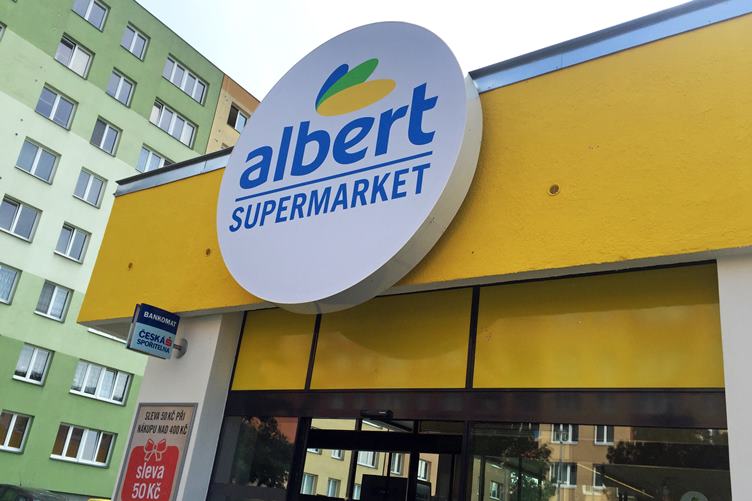 albert
SUPERMARKET
BANKOMAT
ČESKÁ
SPOŘITELNA
SLEVA 50 KČ PŘI
NÁKUPU NAD 400 KČ
sleva
50 Kč